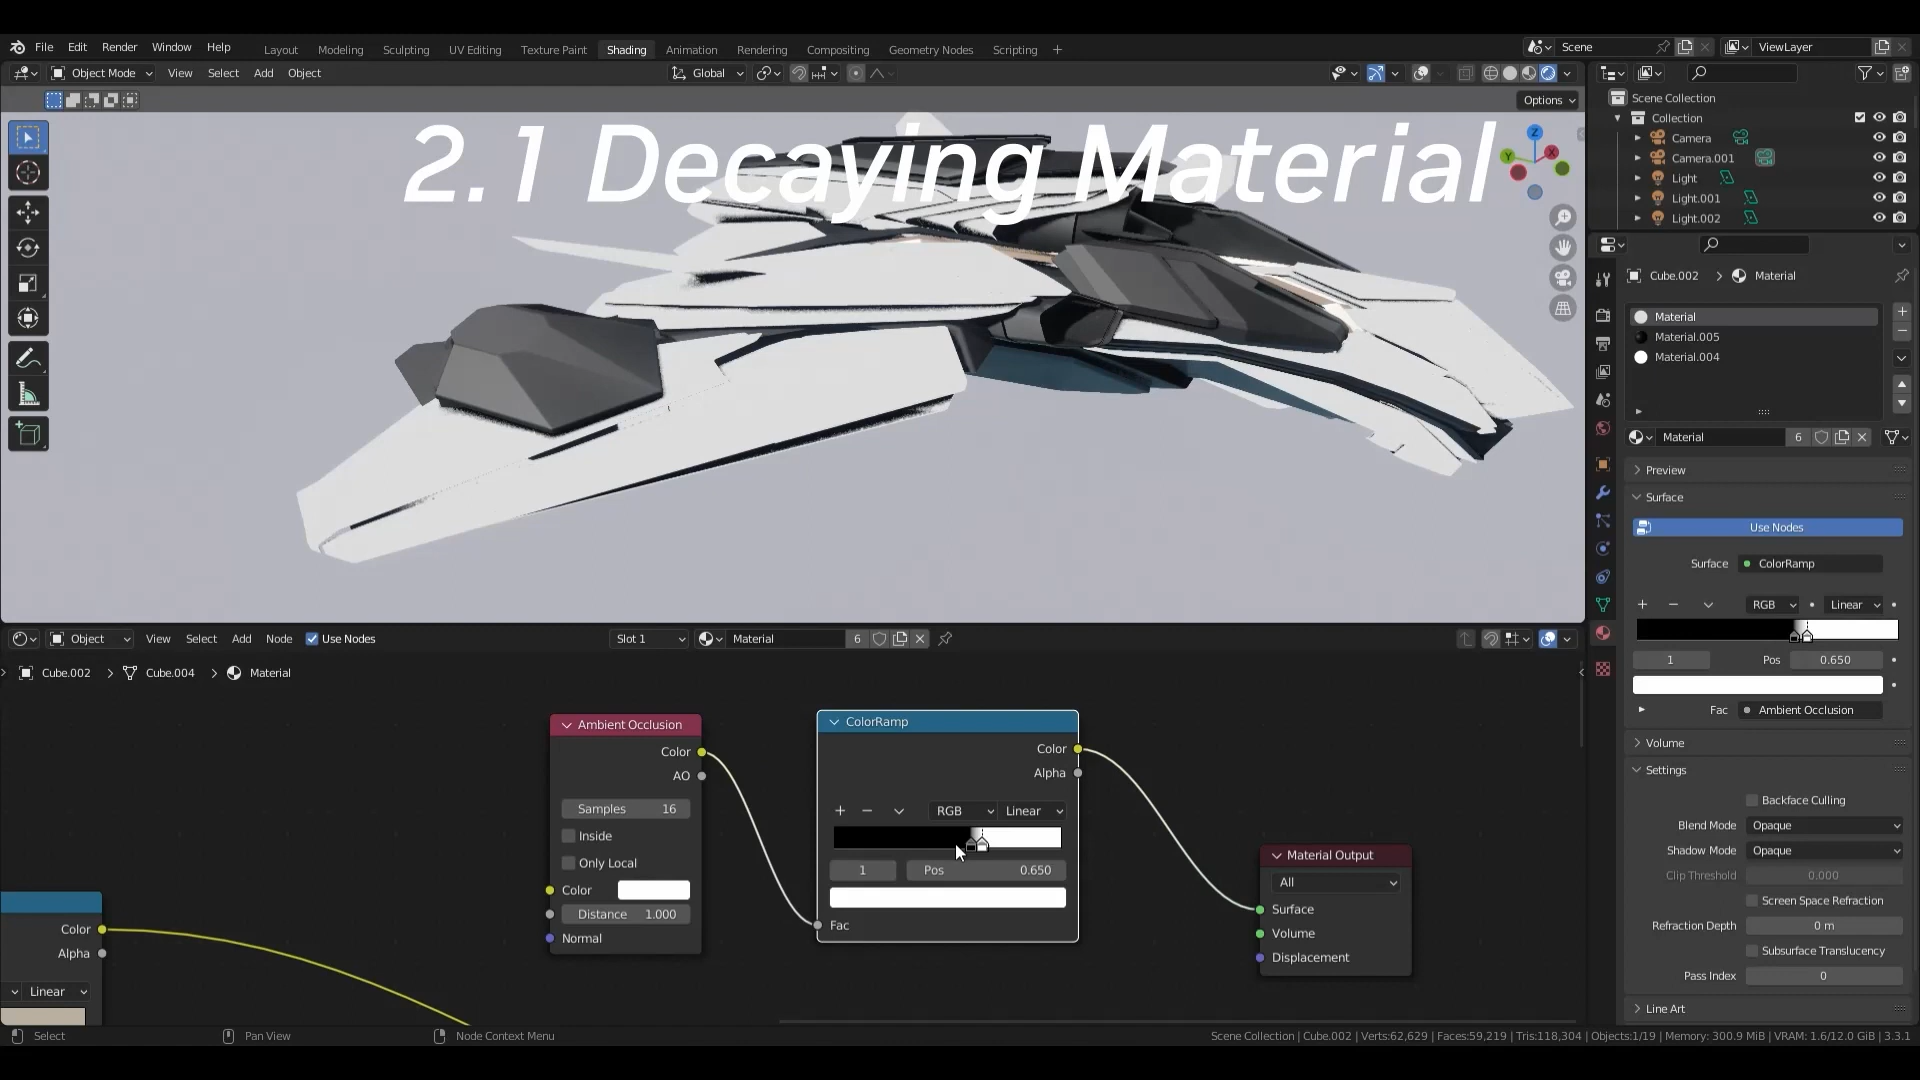 File Edit Render Window Help
Layout Modeling Sculpting UV Editing Texture Paint Shading Animation Rendering Compositing Geometry Nodes Scripting +
Scene
ViewLayer
Object Mode View Select Add Object
Global
Options
2.1 Decaying Material
Z
Y
X
Scene Collection
Collection
Camera
Camera.001
Light
Light.001
Light.002
Cube.002 > Material
Material
Material.005
Material.004
Material 6
Preview
Surface
Use Nodes
Surface ColorRamp
RGB Linear
1 Pos 0.650
Fac Ambient Occlusion
Volume
Settings
Backface Culling
Blend Mode Opaque
Shadow Mode Opaque
Clip Threshold 0.000
Screen Space Refraction
Refraction Depth 0 m
Subsurface Translucency
Pass Index 0
Line Art
Object View Select Add Node Use Nodes
Slot 1
Material 6
Cube.002 > Cube.004 > Material
Color
Alpha
Linear
Ambient Occlusion
Color
AO
Samples 16
Inside
Only Local
Color
Distance 1.000
Normal
ColorRamp
Color
Alpha
RGB Linear
1 Pos 0.650
Fac
Material Output
All
Surface
Volume
Displacement
Select
Pan View
Node Context Menu
Scene Collection | Cube.002 | Verts:62,629 | Faces:59,219 | Tris:118,304 | Objects:1/19 | Memory: 300.9 MiB | VRAM: 1.6/12.0 GiB | 3.3.1